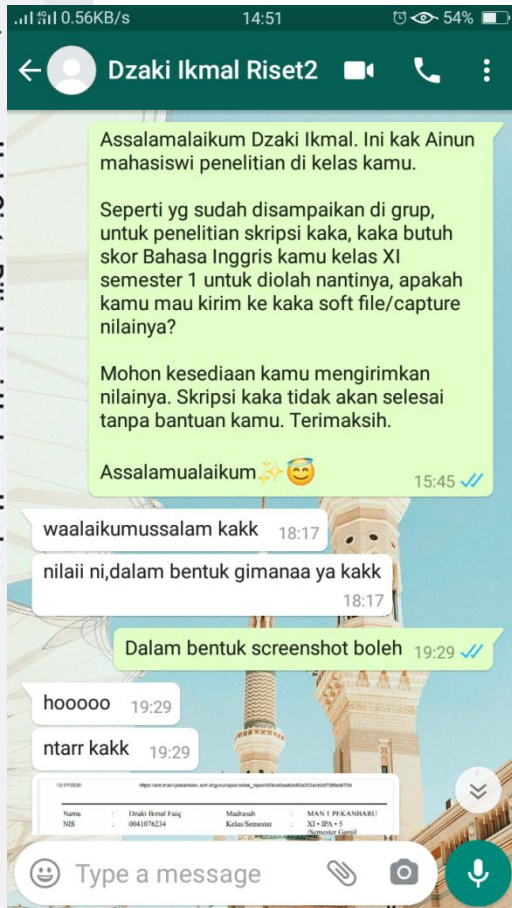 0.56KB/s 14:51 54%
Dzaki Ikmal Riset2
Assalamalaikum Dzaki Ikmal. Ini kak Ainun
mahasiswi penelitian di kelas kamu.
Seperti yg sudah disampaikan di grup,
untuk penelitian skripsi kaka, kaka butuh
skor Bahasa Inggris kamu kelas XI
semester 1 untuk diolah nantinya, apakah
kamu mau kirim ke kaka soft file/capture
nilainya?
Mohon kesediaan kamu mengirimkan
nilainya. Skripsi kaka tidak akan selesai
tanpa bantuan kamu. Terimaksih.
Assalamualaikum✨😇
15:45
waalaikumussalam kakk 18:17
nilaii ni,dalam bentuk gimanaa ya kakk
18:17
Dalam bentuk screenshot boleh 19:29
hooooo 19:29
ntarr kakk 19:29
Nama : Dzaki Ikmal Faiq Madrasah : MAN 1 PEKANBARU
NIS : 0041076234 Kelas/Semester : XI • IPA • 5
/Semester Ganjil
Type a message